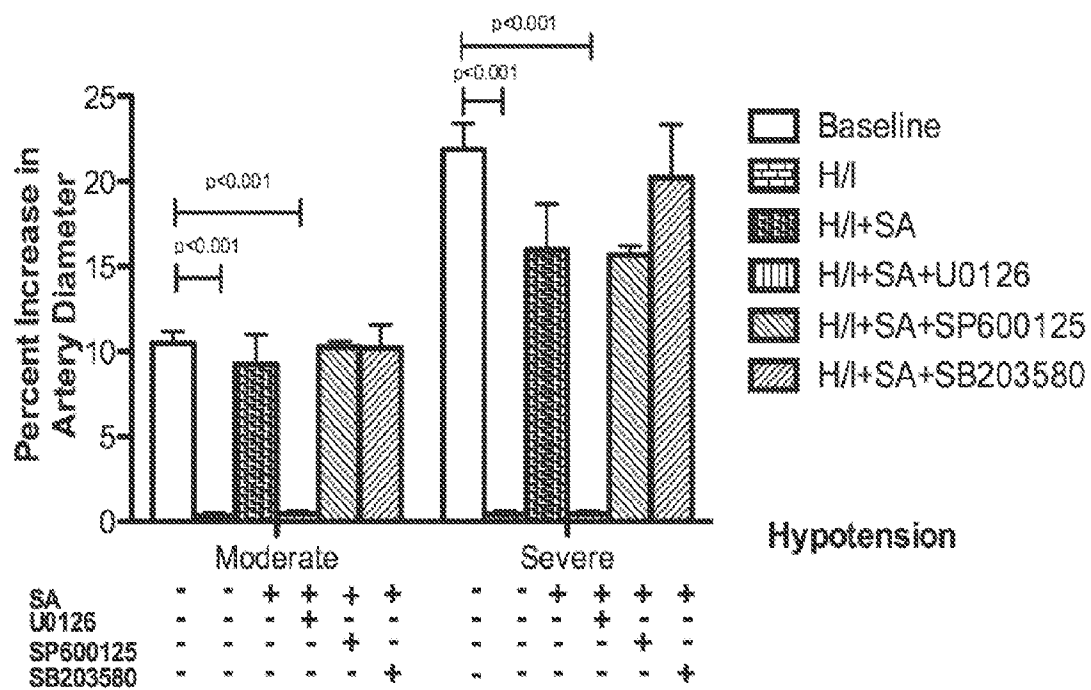 p<0.001
p<0.001
25
20
15
10
5
0
Percent Increase in
Artery Diameter
p<0.001
p<0.001
Moderate
Severe
Hypotension
Baseline
H/I
H/I+SA
H/I+SA+U0126
H/I+SA+SP600125
H/I+SA+SB203580
SA - - + + + + - - + + + +
U0126 - - - + - - - - - + - -
SP600125 - - - - + - - - - - + -
SB203580 - - - - - + - - - - - +